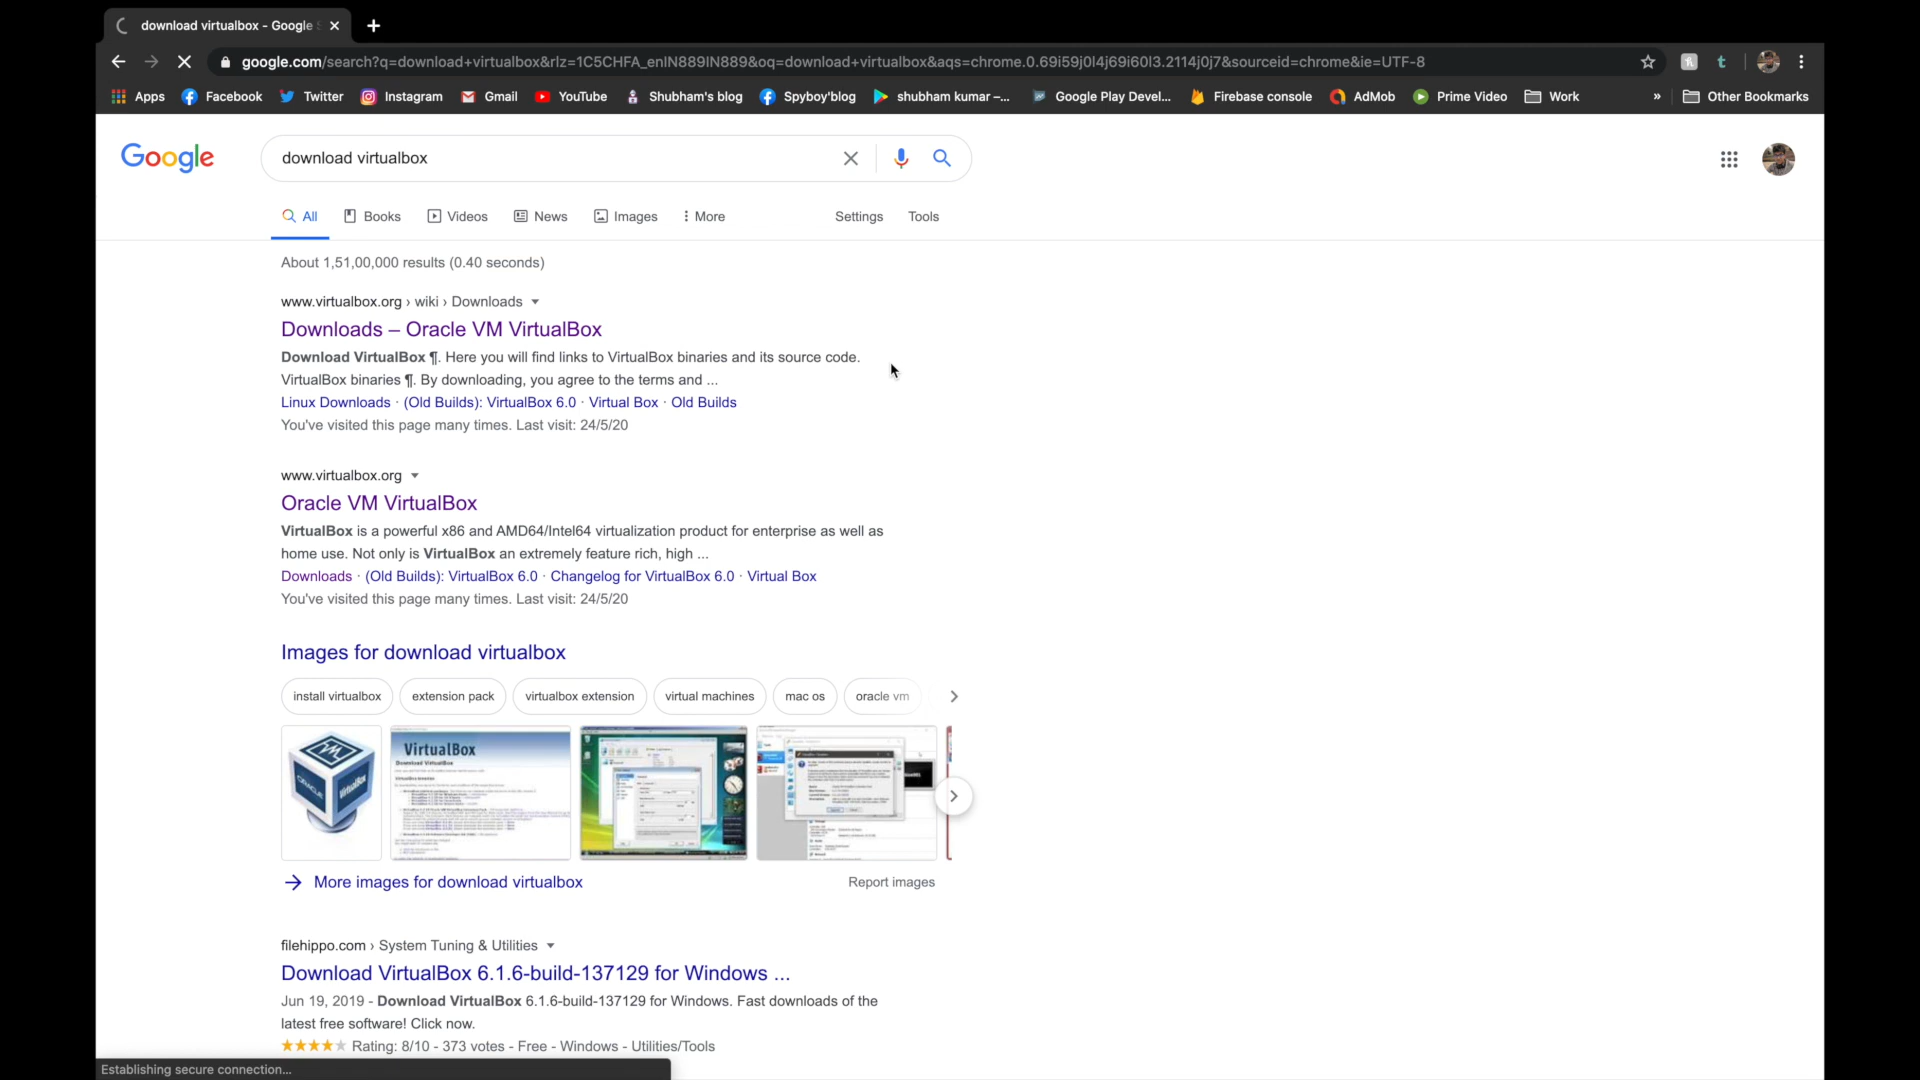 download virtualbox - Google
google.com/search?q=download+virtualbox&rlz=1C5CHFA_enIN889IN889&oq=download+virtualbox&aqs=chrome.0.69i59j0l4j69i60l3.2114j0j7&sourceid=chrome&ie=UTF-8
Apps Facebook Twitter Instagram Gmail YouTube Shubham's blog Spyboy'blog shubham kumar –... Google Play Devel... Firebase console AdMob Prime Video Work » Other Bookmarks
Google download virtualbox
All Books Videos News Images More Settings Tools
About 1,51,00,000 results (0.40 seconds)
www.virtualbox.org › wiki › Downloads
Downloads – Oracle VM VirtualBox
Download VirtualBox ¶. Here you will find links to VirtualBox binaries and its source code.
VirtualBox binaries ¶. By downloading, you agree to the terms and ...
Linux Downloads · (Old Builds): VirtualBox 6.0 · Virtual Box · Old Builds
You've visited this page many times. Last visit: 24/5/20
www.virtualbox.org
Oracle VM VirtualBox
VirtualBox is a powerful x86 and AMD64/Intel64 virtualization product for enterprise as well as
home use. Not only is VirtualBox an extremely feature rich, high ...
Downloads · (Old Builds): VirtualBox 6.0 · Changelog for VirtualBox 6.0 · Virtual Box
You've visited this page many times. Last visit: 24/5/20
Images for download virtualbox
install virtualbox extension pack virtualbox extension virtual machines mac os oracle vm
VirtualBox
Download VirtualBox
ORACLE VirtualBox
More images for download virtualbox Report images
filehippo.com › System Tuning & Utilities
Download VirtualBox 6.1.6-build-137129 for Windows ...
Jun 19, 2019 - Download VirtualBox 6.1.6-build-137129 for Windows. Fast downloads of the
latest free software! Click now.
Rating: 8/10 - 373 votes - Free - Windows - Utilities/Tools
Establishing secure connection...